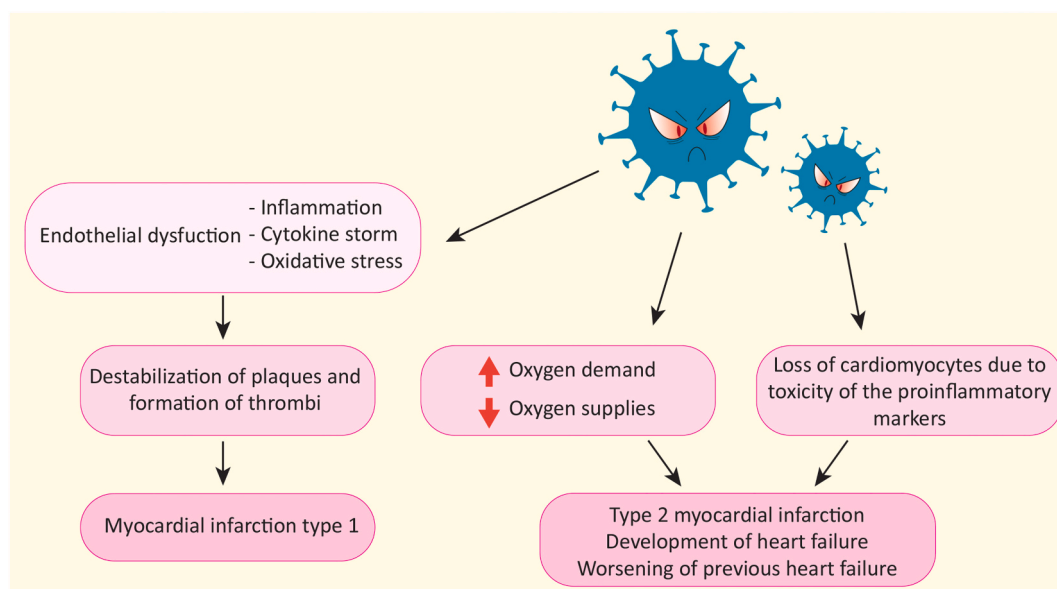 Endothelial dysfuction
- Inflammation
- Cytokine storm
- Oxidative stress
Destabilization of plaques and
formation of thrombi
Myocardial infarction type 1
Oxygen demand
Oxygen supplies
Loss of cardiomyocytes due to
toxicity of the proinflammatory
markers
Type 2 myocardial infarction
Development of heart failure
Worsening of previous heart failure